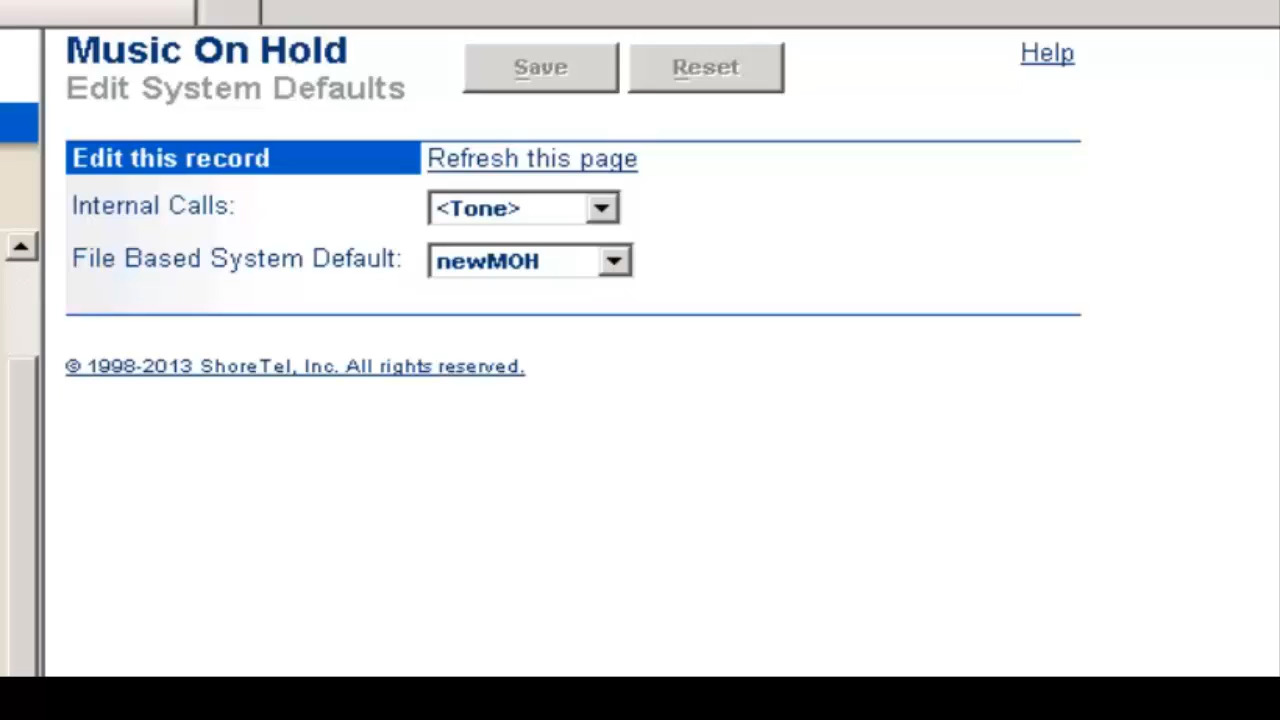 Music On Hold
Edit System Defaults
Save
Reset
Help
Edit this record
Refresh this page
Internal Calls:
<Tone>
File Based System Default:
newMOH
© 1998-2013 ShoreTel, Inc. All rights reserved.